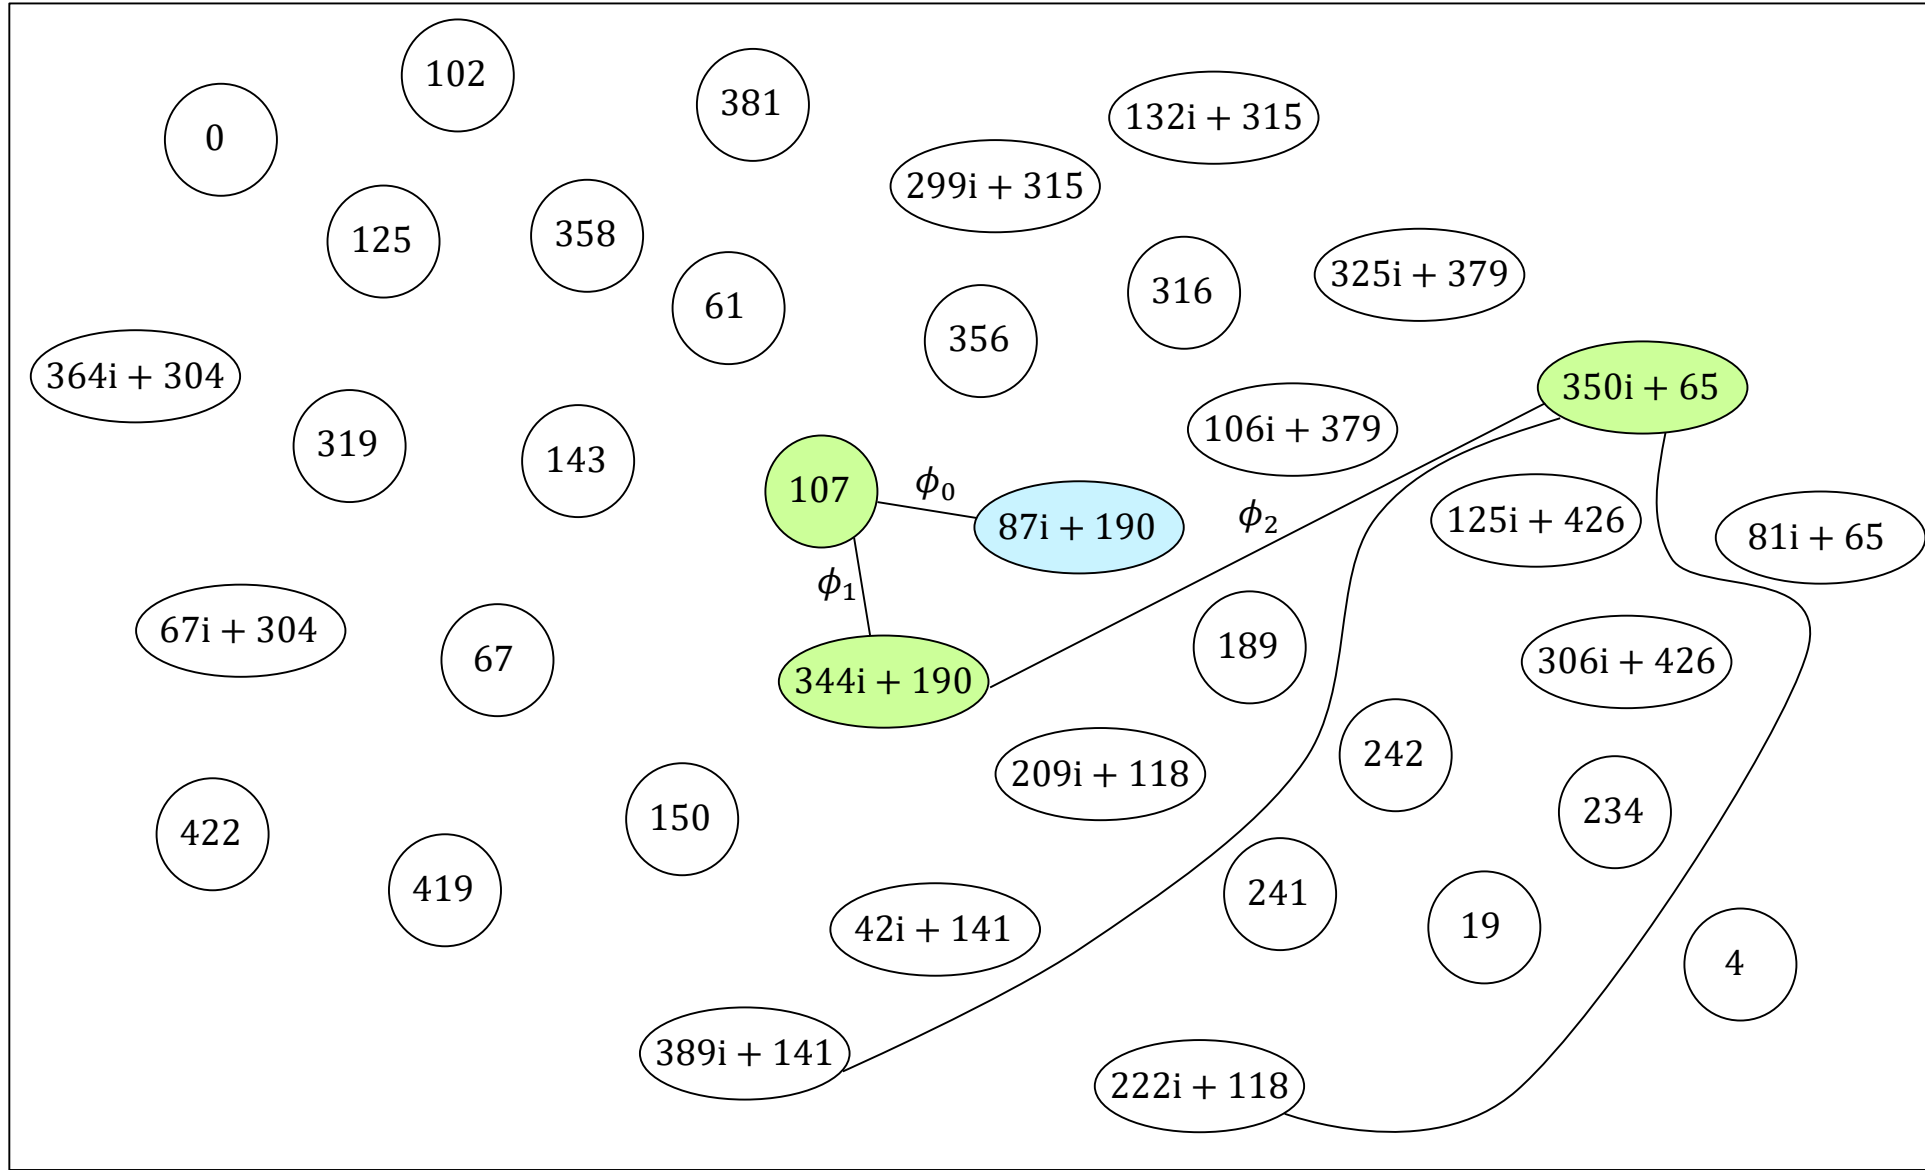 102
381
132i + 315
0
299i + 315
125
358
61
316
325i + 379
356
364i + 304
350i + 65
319
143
106i + 379
107
ϕ₀
87i + 190
ϕ₂
125i + 426
81i + 65
ϕ₁
67i + 304
67
344i + 190
189
306i + 426
209i + 118
242
422
150
234
419
42i + 141
241
19
4
389i + 141
222i + 118